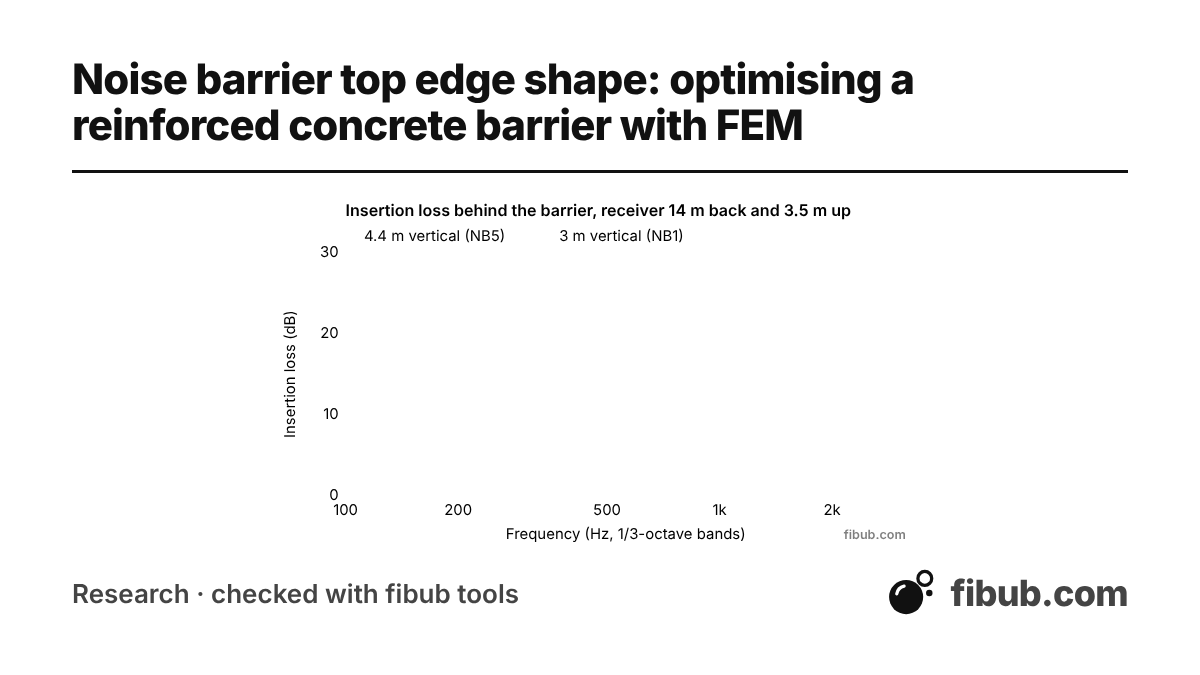 Noise barrier top edge shape: optimising a
reinforced concrete barrier with FEM
Insertion loss behind the barrier, receiver 14 m back and 3.5 m up
4.4 m vertical (NB5) 3 m vertical (NB1)
30
20
10
0
Insertion loss (dB)
100 200 500 1k 2k
Frequency (Hz, 1/3-octave bands)
fibub.com
Research · checked with fibub tools
fibub.com